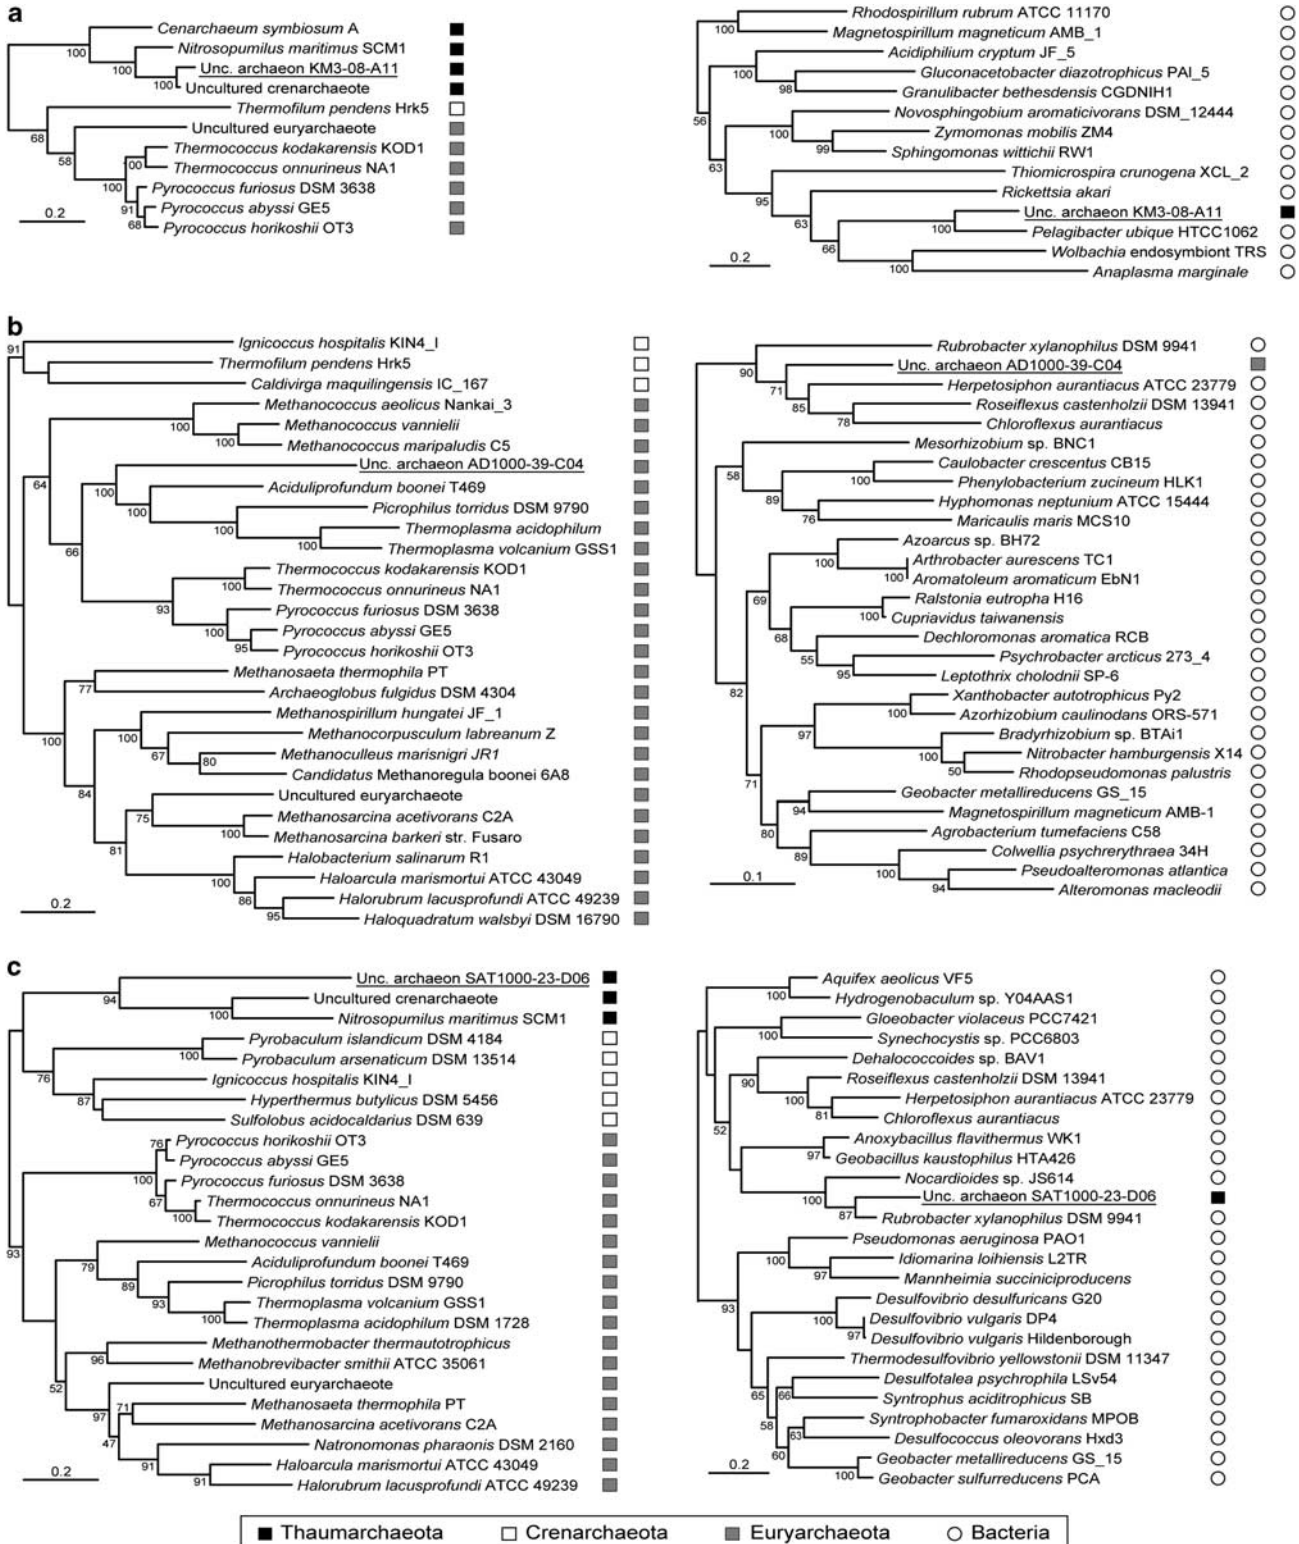 a
Cenarchaeum symbiosum A
Nitrosopumilus maritimus SCM1
Unc. archaeon KM3-08-A11
Uncultured crenarchaeote
Thermofilum pendens Hrk5
Uncultured euryarchaeote
Thermococcus kodakarensis KOD1
Thermococcus onnurineus NA1
Pyrococcus furiosus DSM 3638
Pyrococcus abyssi GE5
Pyrococcus horikoshii OT3
100
100
100
68
58
00
100
91
68
0.2
Rhodospirillum rubrum ATCC 11170
Magnetospirillum magneticum AMB_1
Acidiphilium cryptum JF_5
Gluconacetobacter diazotrophicus PAI_5
Granulibacter bethesdensis CGDNIH1
Novosphingobium aromaticivorans DSM_12444
Zymomonas mobilis ZM4
Sphingomonas wittichii RW1
Thiomicrospira crunogena XCL_2
Rickettsia akari
Unc. archaeon KM3-08-A11
Pelagibacter ubique HTCC1062
Wolbachia endosymbiont TRS
Anaplasma marginale
100
100
98
56
100
99
63
95
63
100
66
100
0.2
b
Ignicoccus hospitalis KIN4_I
Thermofilum pendens Hrk5
Caldivirga maquilingensis IC_167
Methanococcus aeolicus Nankai_3
Methanococcus vannielii
Methanococcus maripaludis C5
Unc. archaeon AD1000-39-C04
Aciduliprofundum boonei T469
Picrophilus torridus DSM 9790
Thermoplasma acidophilum
Thermoplasma volcanium GSS1
Thermococcus kodakarensis KOD1
Thermococcus onnurineus NA1
Pyrococcus furiosus DSM 3638
Pyrococcus abyssi GE5
Pyrococcus horikoshii OT3
Methanosaeta thermophila PT
Archaeoglobus fulgidus DSM 4304
Methanospirillum hungatei JF_1
Methanocorpusculum labreanum Z
Methanoculleus marisnigri JR1
Candidatus Methanoregula boonei 6A8
Uncultured euryarchaeote
Methanosarcina acetivorans C2A
Methanosarcina barkeri str. Fusaro
Halobacterium salinarum R1
Haloarcula marismortui ATCC 43049
Halorubrum lacusprofundi ATCC 49239
Haloquadratum walsbyi DSM 16790
91
100
100
64
100
100
100
100
66
100
93
100
95
77
100
100
67
80
84
75
100
81
100
86
95
0.2
Rubrobacter xylanophilus DSM 9941
Unc. archaeon AD1000-39-C04
Herpetosiphon aurantiacus ATCC 23779
Roseiflexus castenholzii DSM 13941
Chloroflexus aurantiacus
Mesorhizobium sp. BNC1
Caulobacter crescentus CB15
Phenylobacterium zucineum HLK1
Hyphomonas neptunium ATCC 15444
Maricaulis maris MCS10
Azoarcus sp. BH72
Arthrobacter aurescens TC1
Aromatoleum aromaticum EbN1
Ralstonia eutropha H16
Cupriavidus taiwanensis
Dechloromonas aromatica RCB
Psychrobacter arcticus 273_4
Leptothrix cholodnii SP-6
Xanthobacter autotrophicus Py2
Azorhizobium caulinodans ORS-571
Bradyrhizobium sp. BTAi1
Nitrobacter hamburgensis X14
Rhodopseudomonas palustris
Geobacter metallireducens GS_15
Magnetospirillum magneticum AMB-1
Agrobacterium tumefaciens C58
Colwellia psychrerythraea 34H
Pseudoalteromonas atlantica
Alteromonas macleodii
90
71
85
78
58
100
89
76
100
100
69
100
68
55
95
82
100
97
100
50
71
94
80
89
100
94
0.1
c
Unc. archaeon SAT1000-23-D06
Uncultured crenarchaeote
Nitrosopumilus maritimus SCM1
Pyrobaculum islandicum DSM 4184
Pyrobaculum arsenaticum DSM 13514
Ignicoccus hospitalis KIN4_I
Hyperthermus butylicus DSM 5456
Sulfolobus acidocaldarius DSM 639
Pyrococcus horikoshii OT3
Pyrococcus abyssi GE5
Pyrococcus furiosus DSM 3638
Thermococcus onnurineus NA1
Thermococcus kodakarensis KOD1
Methanococcus vannielii
Aciduliprofundum boonei T469
Picrophilus torridus DSM 9790
Thermoplasma volcanium GSS1
Thermoplasma acidophilum DSM 1728
Methanothermobacter thermautotrophicus
Methanobrevibacter smithii ATCC 35061
Uncultured euryarchaeote
Methanosaeta thermophila PT
Methanosarcina acetivorans C2A
Natronomonas pharaonis DSM 2160
Haloarcula marismortui ATCC 43049
Halorubrum lacusprofundi ATCC 49239
94
100
100
76
87
76
100
67
100
93
79
89
93
100
96
52
97
71
47
91
91
0.2
Aquifex aeolicus VF5
Hydrogenobaculum sp. Y04AAS1
Gloeobacter violaceus PCC7421
Synechocystis sp. PCC6803
Dehalococcoides sp. BAV1
Roseiflexus castenholzii DSM 13941
Herpetosiphon aurantiacus ATCC 23779
Chloroflexus aurantiacus
Anoxybacillus flavithermus WK1
Geobacillus kaustophilus HTA426
Nocardioides sp. JS614
Unc. archaeon SAT1000-23-D06
Rubrobacter xylanophilus DSM 9941
Pseudomonas aeruginosa PAO1
Idiomarina loihiensis L2TR
Mannheimia succiniciproducens
Desulfovibrio desulfuricans G20
Desulfovibrio vulgaris DP4
Desulfovibrio vulgaris Hildenborough
Thermodesulfovibrio yellowstonii DSM 11347
Desulfotalea psychrophila LSv54
Syntrophus aciditrophicus SB
Syntrophobacter fumaroxidans MPOB
Desulfococcus oleovorans Hxd3
Geobacter metallireducens GS_15
Geobacter sulfurreducens PCA
100
100
90
100
81
52
97
100
87
100
97
93
100
97
65
66
58
63
60
100
0.2
Thaumarchaeota
Crenarchaeota
Euryarchaeota
Bacteria